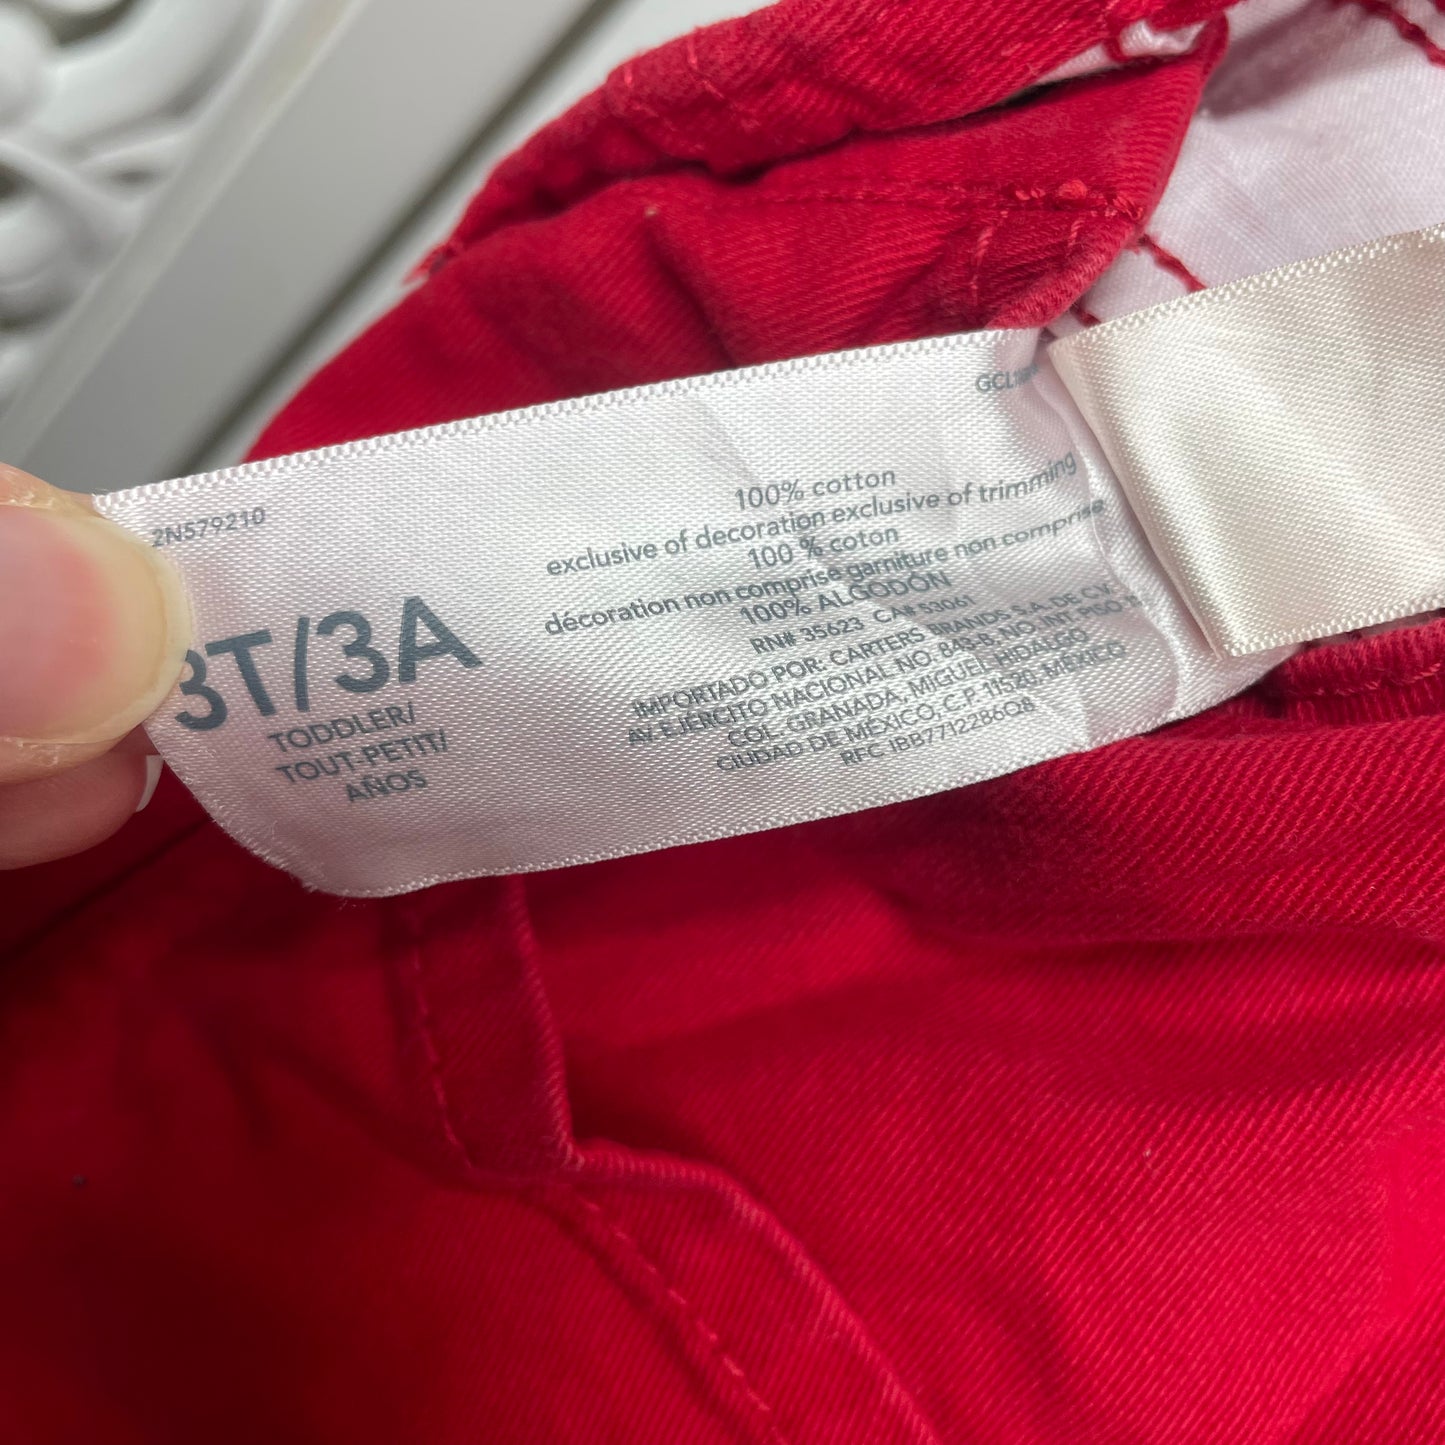 2N579210
3T/3A
TODDLER/
TOUT-PETIT/
AÑOS
100% cotton
exclusive of decoration exclusive of trimming
100 % coton
décoration non comprise garniture non comprise
100% ALGODÓN
RN# 35623 CA# 53061
IMPORTADO POR: CARTERS BRANDS S.A. DE C.V.
AV. EJÉRCITO NACIONAL NO. 843-B, NO. INT. PISO
COL. GRANADA, MIGUEL HIDALGO
CIUDAD DE MÉXICO, C.P. 11520, MÉXICO
RFC IBB7712286Q8